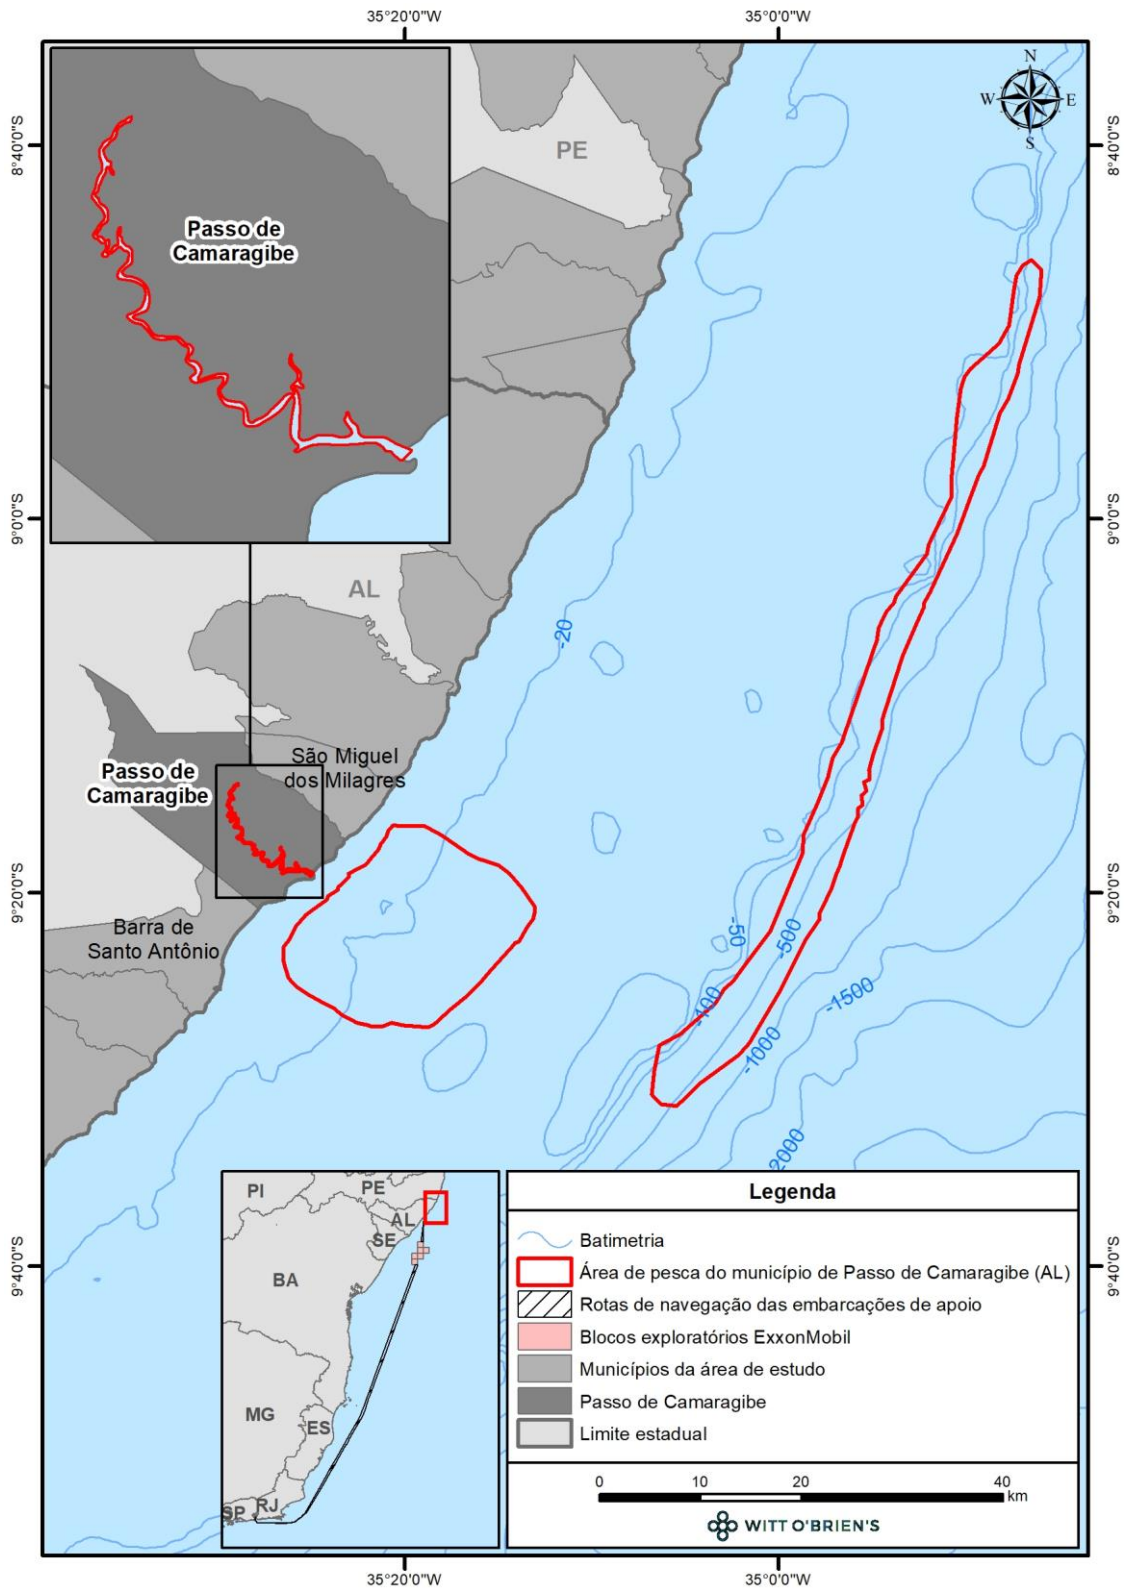 35°20'0"W
35°0'0"W
N
W
E
S
8°40'0"S
8°40'0"S
PE
Passo de
Camaragibe
9°0'0"S
9°0'0"S
AL
-20
São Miguel
dos Milagres
Passo de
Camaragibe
9°20'0"S
9°20'0"S
Barra de
Santo Antônio
-50
-500
-100
-1500
-1000
2000
PI
PE
AL
SE
BA
MG
ES
RJ
SP
9°40'0"S
9°40'0"S
Legenda
Batimetria
Área de pesca do município de Passo de Camaragibe (AL)
Rotas de navegação das embarcações de apoio
Blocos exploratórios ExxonMobil
Municípios da área de estudo
Passo de Camaragibe
Limite estadual
0 10 20 40
km
WITT O'BRIEN'S
35°20'0"W
35°0'0"W